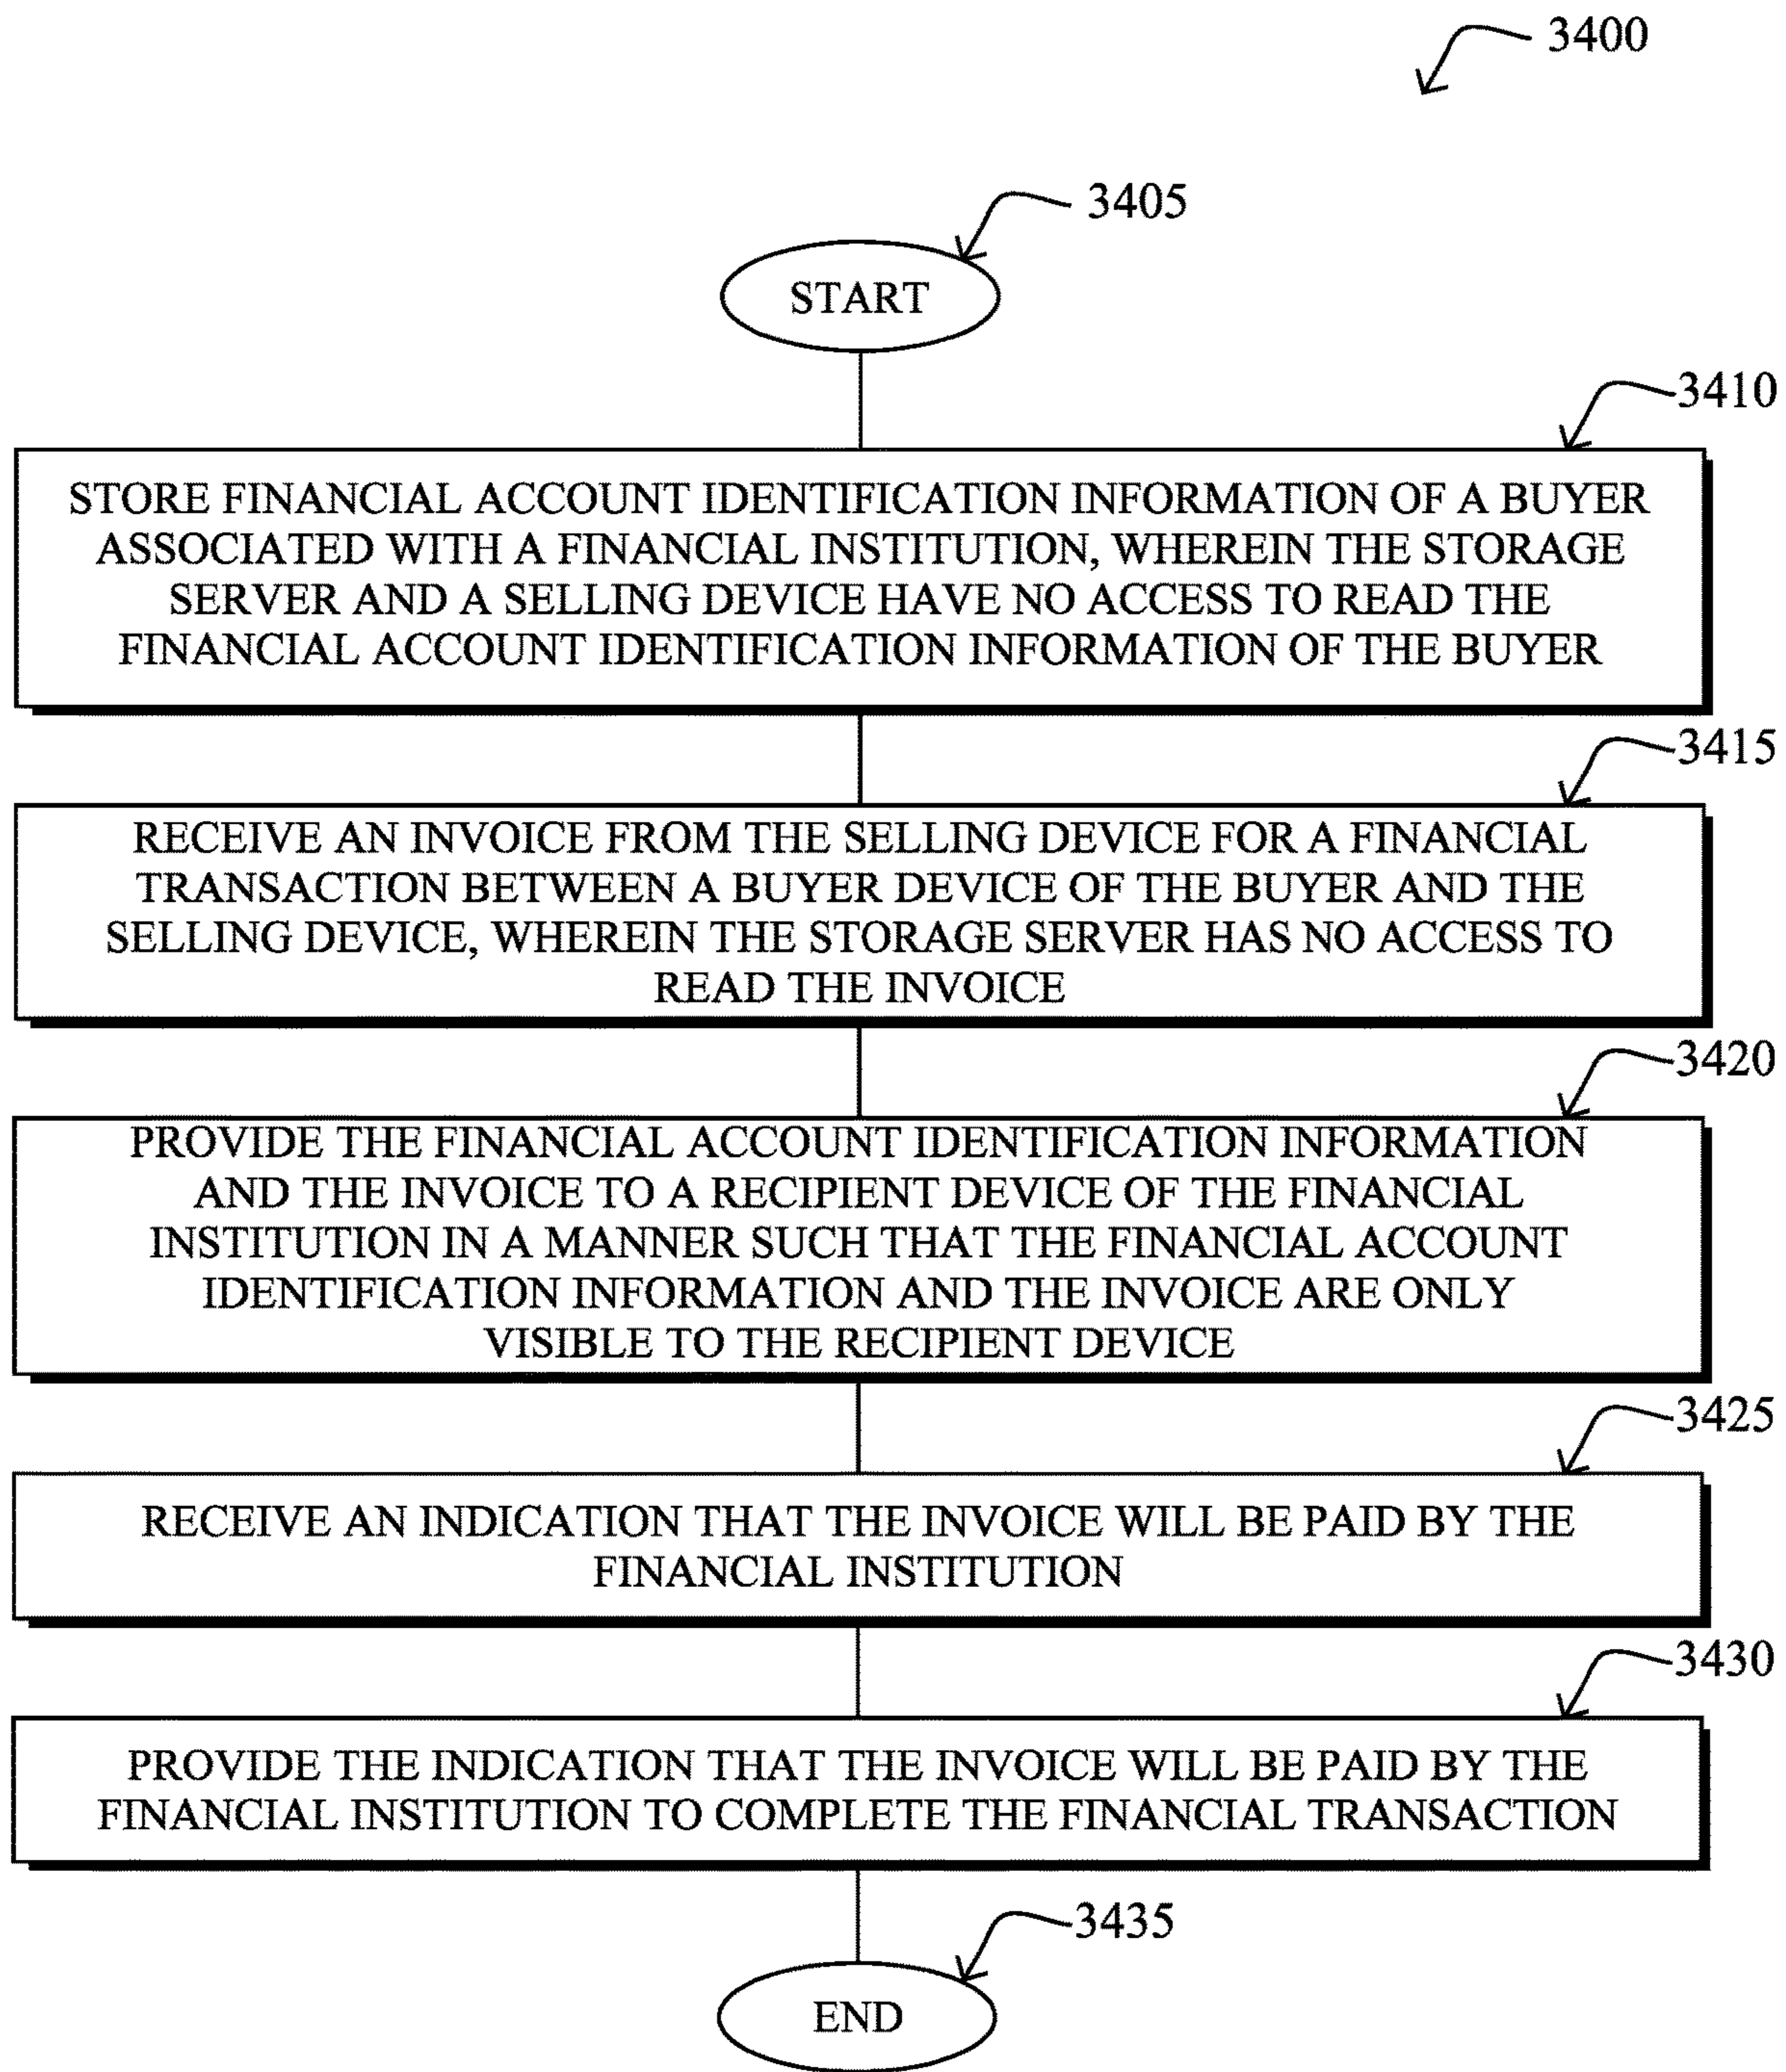 3400
3405
START
3410
STORE FINANCIAL ACCOUNT IDENTIFICATION INFORMATION OF A BUYER
ASSOCIATED WITH A FINANCIAL INSTITUTION, WHEREIN THE STORAGE
SERVER AND A SELLING DEVICE HAVE NO ACCESS TO READ THE
FINANCIAL ACCOUNT IDENTIFICATION INFORMATION OF THE BUYER
3415
RECEIVE AN INVOICE FROM THE SELLING DEVICE FOR A FINANCIAL
TRANSACTION BETWEEN A BUYER DEVICE OF THE BUYER AND THE
SELLING DEVICE, WHEREIN THE STORAGE SERVER HAS NO ACCESS TO
READ THE INVOICE
3420
PROVIDE THE FINANCIAL ACCOUNT IDENTIFICATION INFORMATION
AND THE INVOICE TO A RECIPIENT DEVICE OF THE FINANCIAL
INSTITUTION IN A MANNER SUCH THAT THE FINANCIAL ACCOUNT
IDENTIFICATION INFORMATION AND THE INVOICE ARE ONLY
VISIBLE TO THE RECIPIENT DEVICE
3425
RECEIVE AN INDICATION THAT THE INVOICE WILL BE PAID BY THE
FINANCIAL INSTITUTION
3430
PROVIDE THE INDICATION THAT THE INVOICE WILL BE PAID BY THE
FINANCIAL INSTITUTION TO COMPLETE THE FINANCIAL TRANSACTION
3435
END